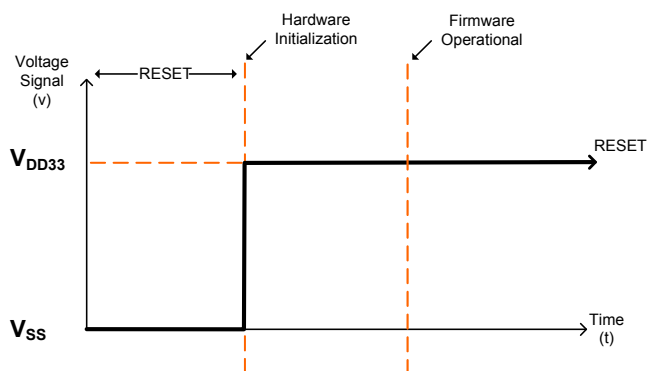 Hardware
Initialization
Firmware
Operational
Voltage
Signal
(v)
RESET
VDD33
RESET
VSS
Time
(t)